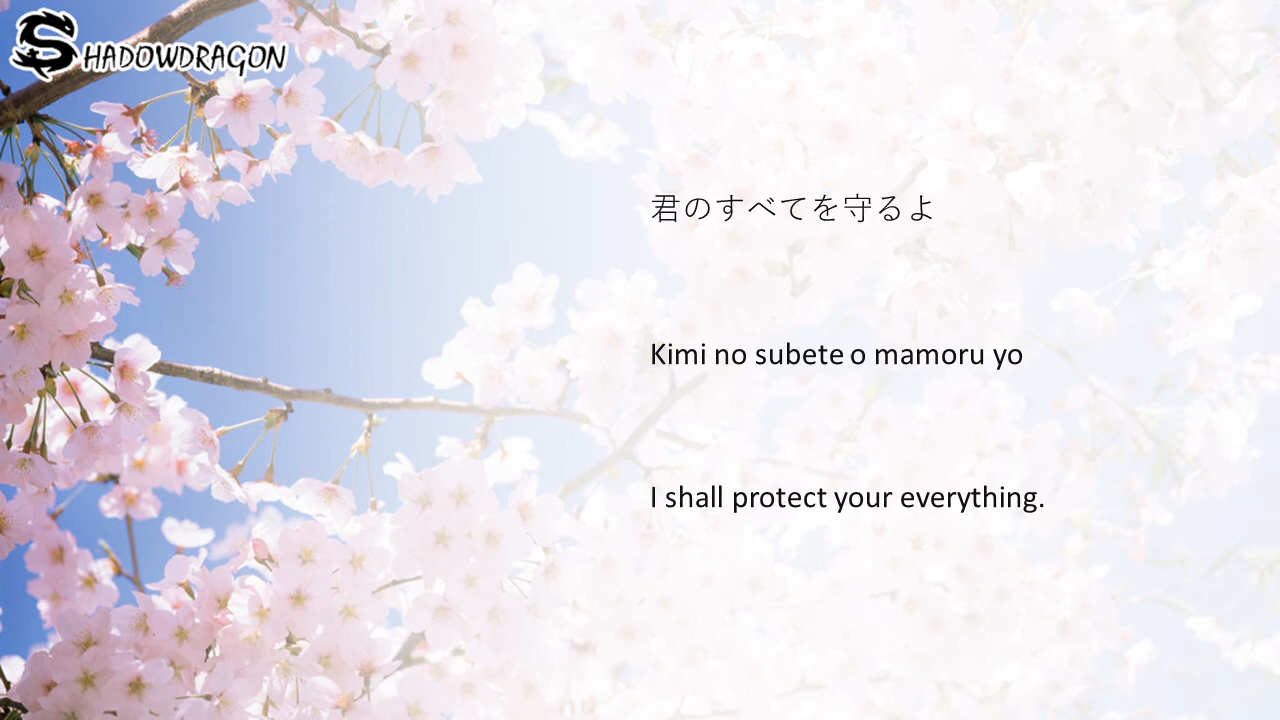 SHADOWDRAGON
君のすべてを守るよ
Kimi no subete o mamoru yo
I shall protect your everything.